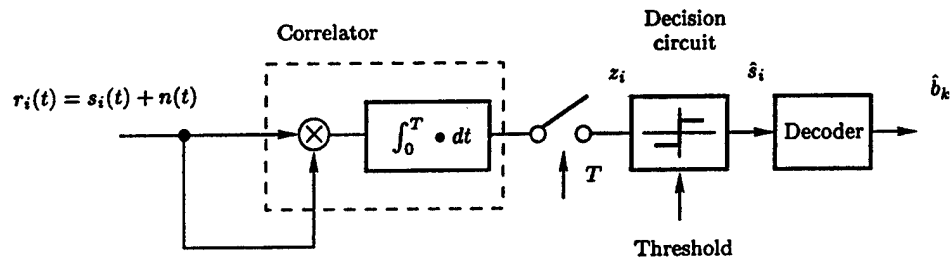 Correlator
Decision
circuit
r_i(t) = s_i(t) + n(t)
z_i
ŝ_i
b̂_k
∫_0^T • dt
T
Decoder
Threshold